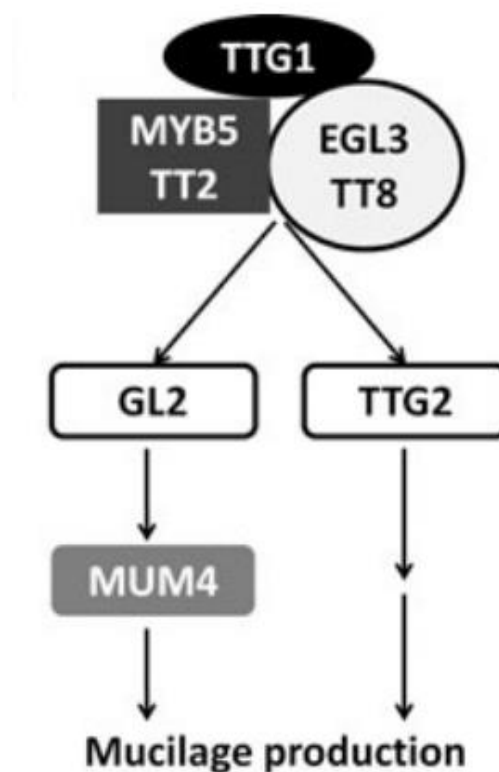 TTG1
MYB5
TT2
EGL3
TT8
GL2
TTG2
MUM4
Mucilage production